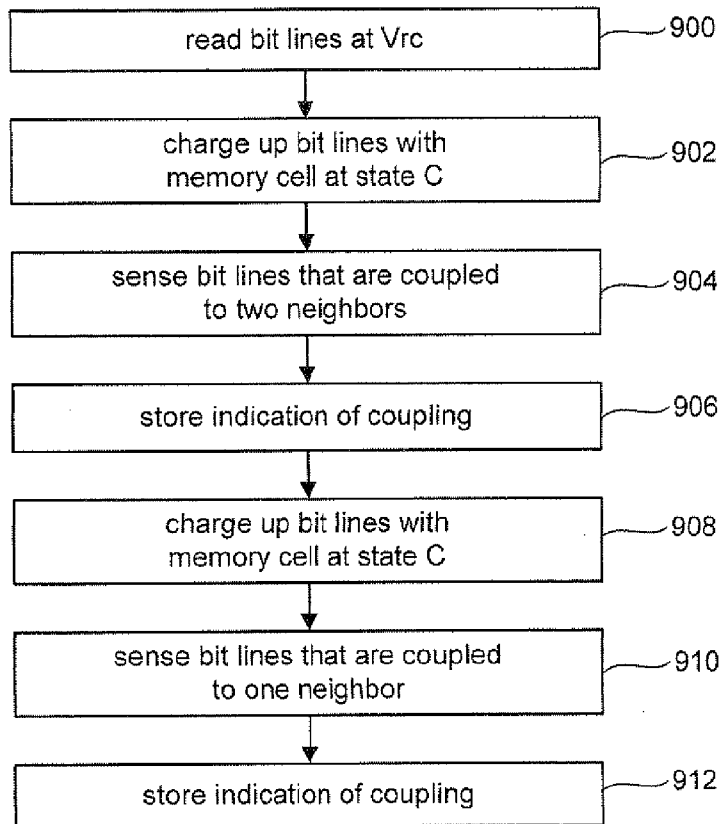 read bit lines at Vrc
900
charge up bit lines with
memory cell at state C
902
sense bit lines that are coupled
to two neighbors
904
store indication of coupling
906
charge up bit lines with
memory cell at state C
908
sense bit lines that are coupled
to one neighbor
910
store indication of coupling
912